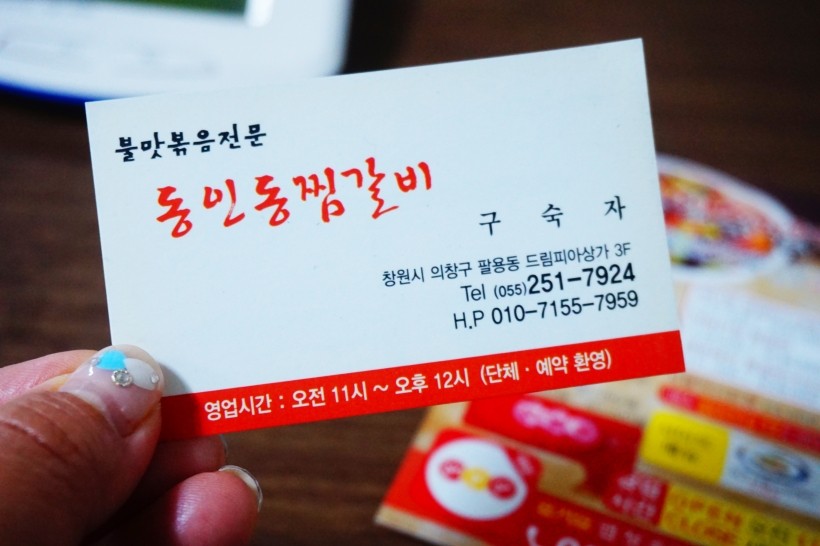 불맛볶음전문
동인동찜갈비
구 숙 자
창원시 의창구 팔용동 드림피아상가 3F
Tel (055)251-7924
H.P 010-7155-7959
영업시간 : 오전 11시 ~ 오후 12시 (단체 · 예약 환영)
OPEN
CLOSE